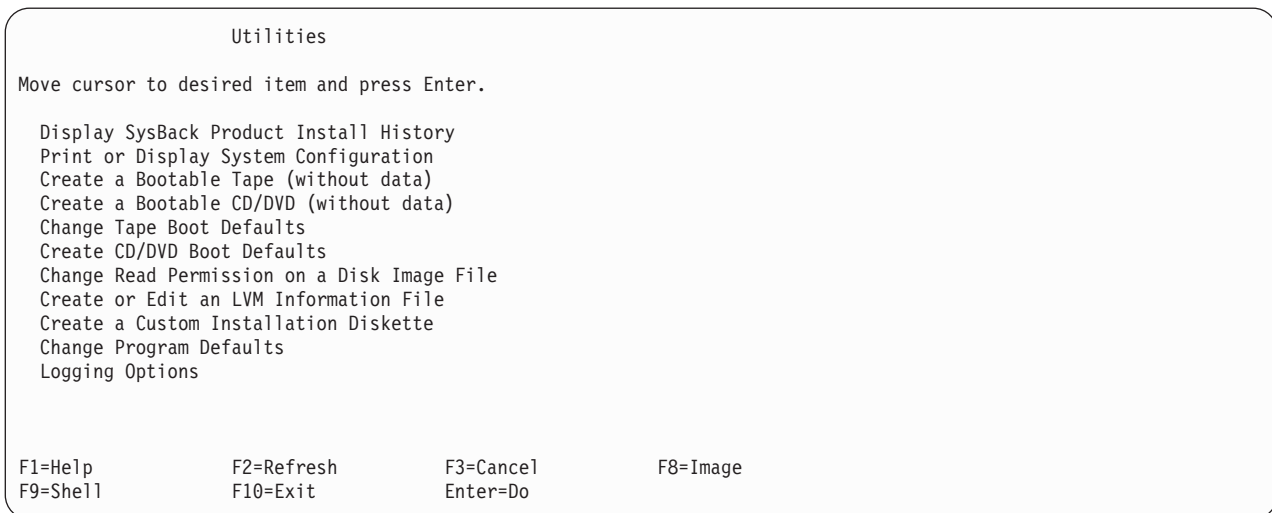 Utilities
Move cursor to desired item and press Enter.
Display SysBack Product Install History
Print or Display System Configuration
Create a Bootable Tape (without data)
Create a Bootable CD/DVD (without data)
Change Tape Boot Defaults
Create CD/DVD Boot Defaults
Change Read Permission on a Disk Image File
Create or Edit an LVM Information File
Create a Custom Installation Diskette
Change Program Defaults
Logging Options
F1=Help F2=Refresh F3=Cancel F8=Image
F9=Shell F10=Exit Enter=Do